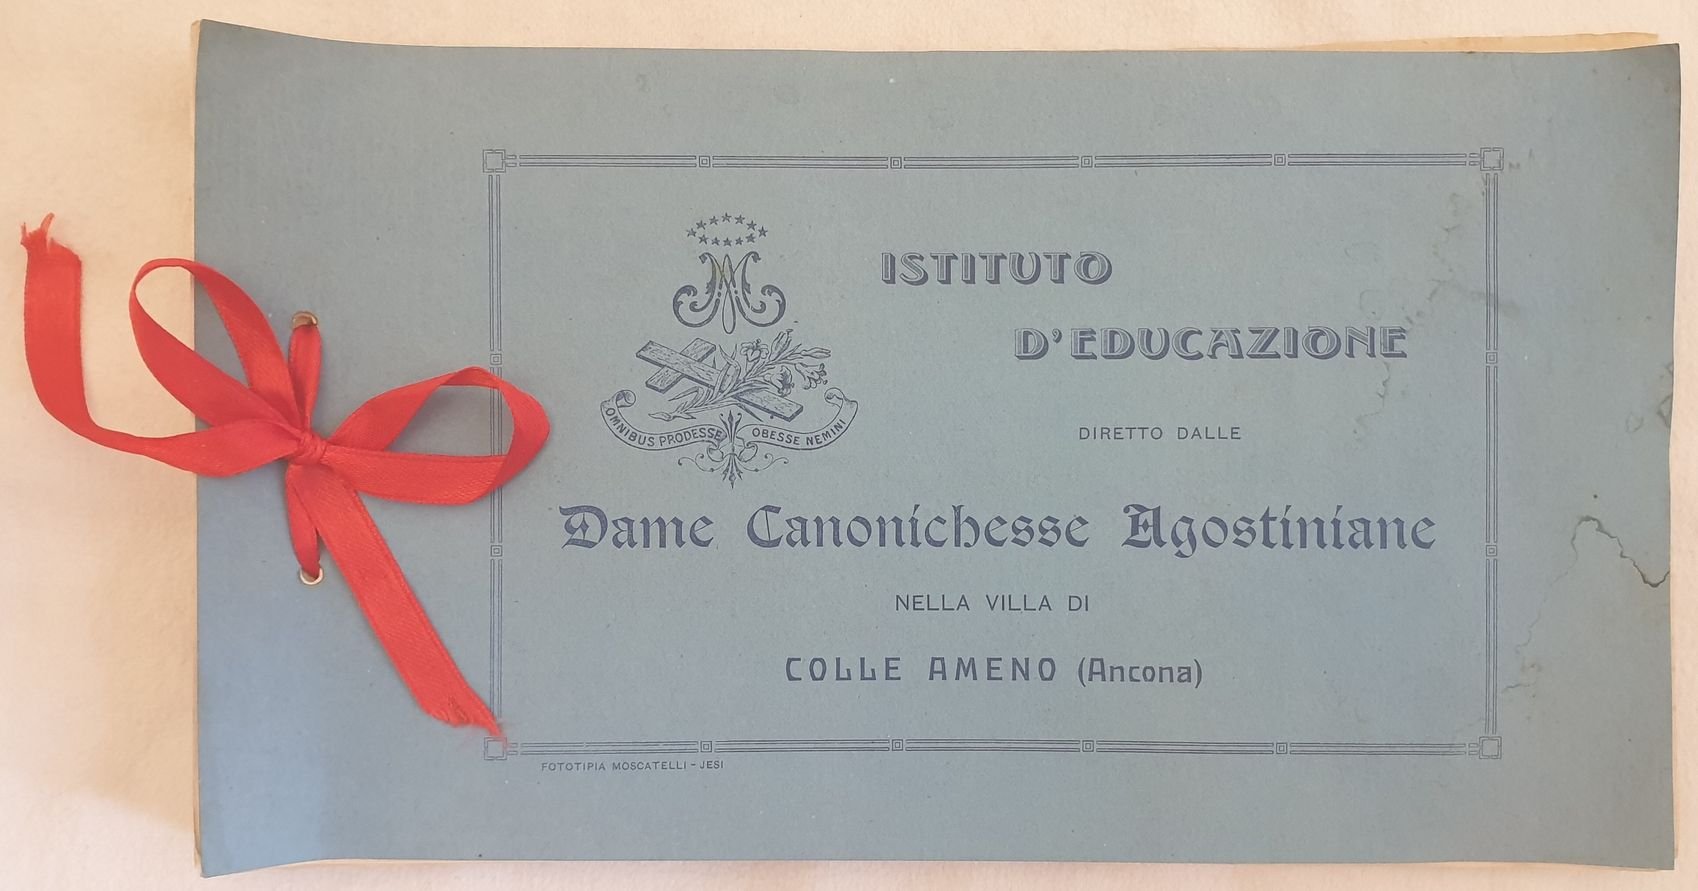 ISTITUTO
D'EDUCAZIONE
OMNIBUS PRODESSE OBESSE NEMINI
DIRETTO DALLE
Dame Canonichesse Agostiniane
NELLA VILLA DI
COLLE AMENO (Ancona)
FOTOTIPIA MOSCATELLI - JESI